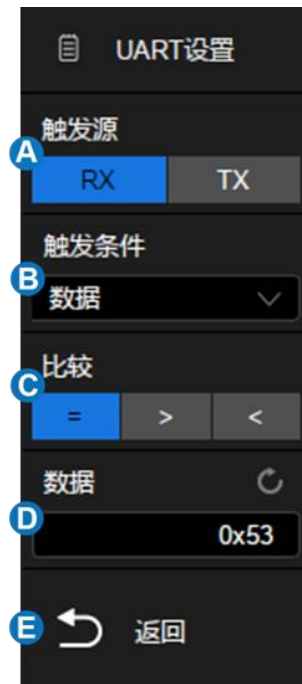 UART设置
触发源
A
RX TX
触发条件
B
数据
比较
C
= > <
数据
D
0x53
E 返回